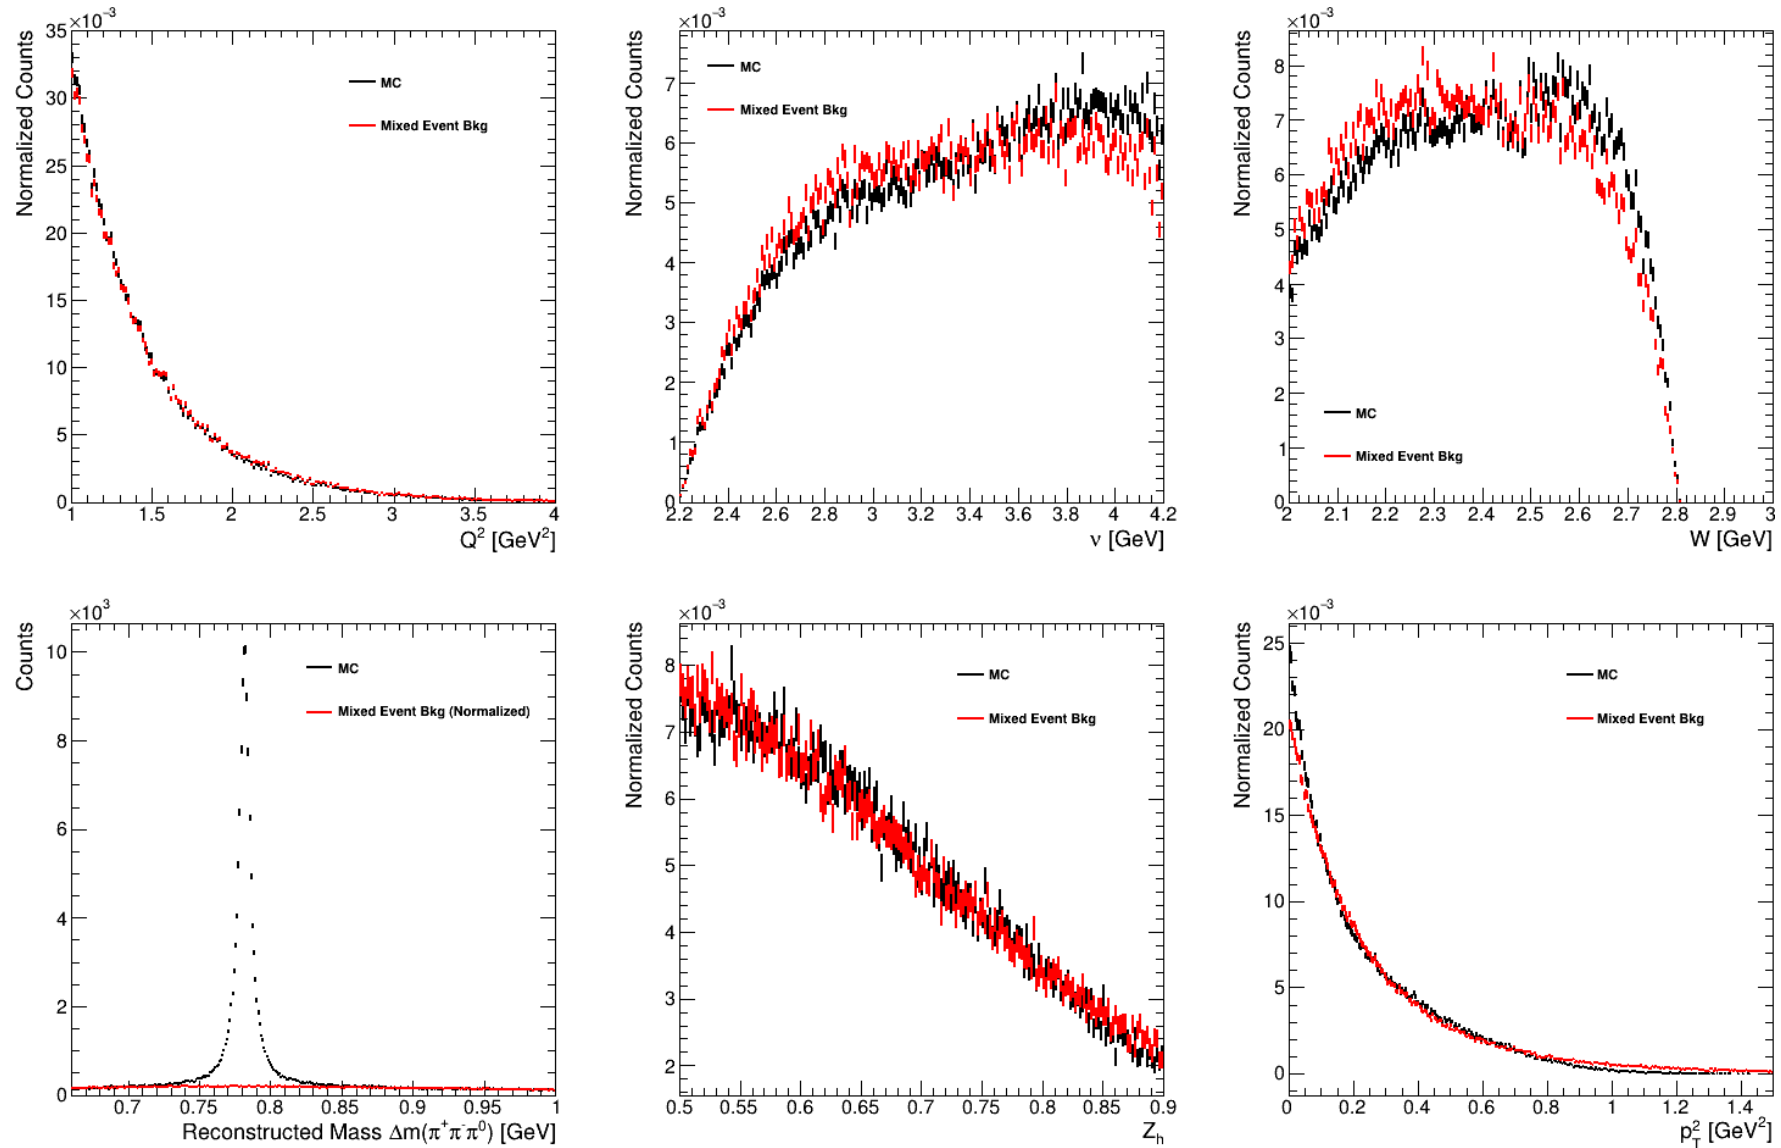 ×10⁻³
Normalized Counts
35
30
25
20
15
10
5
0
MC
Mixed Event Bkg
1 1.5 2 2.5 3 3.5 4
Q² [GeV²]
×10⁻³
Normalized Counts
7
6
5
4
3
2
1
0
MC
Mixed Event Bkg
2.2 2.4 2.6 2.8 3 3.2 3.4 3.6 3.8 4 4.2
ν [GeV]
×10⁻³
Normalized Counts
8
7
6
5
4
3
2
1
0
MC
Mixed Event Bkg
2 2.1 2.2 2.3 2.4 2.5 2.6 2.7 2.8 2.9 3
W [GeV]
×10³
Counts
10
8
6
4
2
0
MC
Mixed Event Bkg (Normalized)
0.7 0.75 0.8 0.85 0.9 0.95 1
Reconstructed Mass Δm(π⁺π⁻π⁰) [GeV]
×10⁻³
Normalized Counts
8
7
6
5
4
3
2
MC
Mixed Event Bkg
0.5 0.55 0.6 0.65 0.7 0.75 0.8 0.85 0.9
Z_h
×10⁻³
Normalized Counts
25
20
15
10
5
0
MC
Mixed Event Bkg
0 0.2 0.4 0.6 0.8 1 1.2 1.4
p_T² [GeV²]